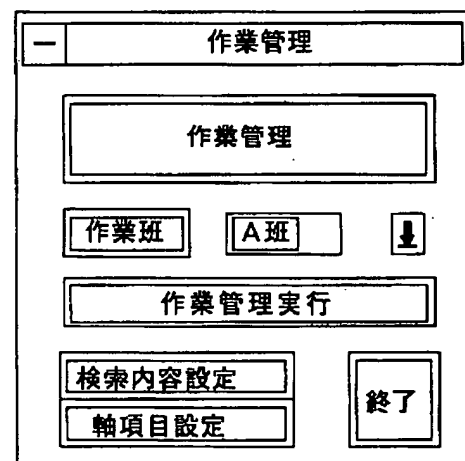 作業管理
作業管理
作業班 A班
作業管理実行
検索内容設定
軸項目設定
終了